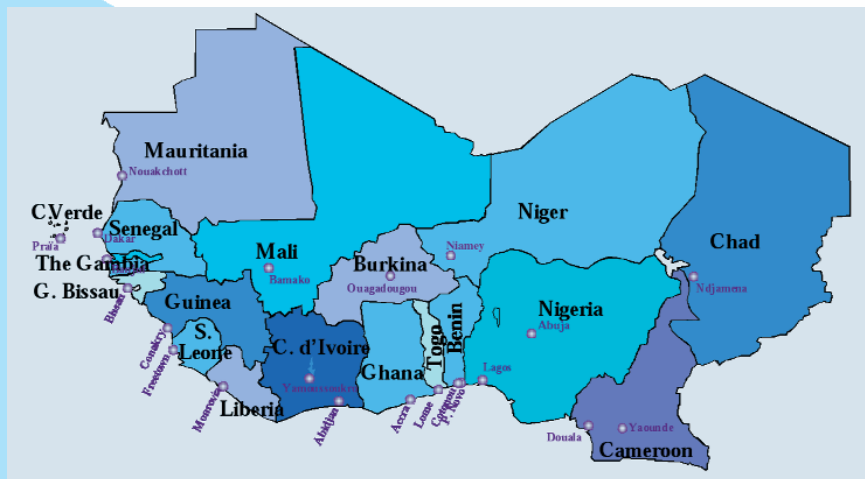 Mauritania
Nouakchott
C.Verde
Praïa
Dakar
Senegal
The Gambia
G. Bissau
Bissau
Guinea
Conakry
S.
Leone
Freetown
Liberia
Monrovia
Mali
Bamako
Burkina
Ouagadougou
C. d'Ivoire
Abidjan
Ghana
Accra
Togo
Lome
Benin
Cotonou
P. Novo
Niger
Niamey
Nigeria
Abuja
Lagos
Chad
Ndjamena
Cameroon
Douala
Yaounde